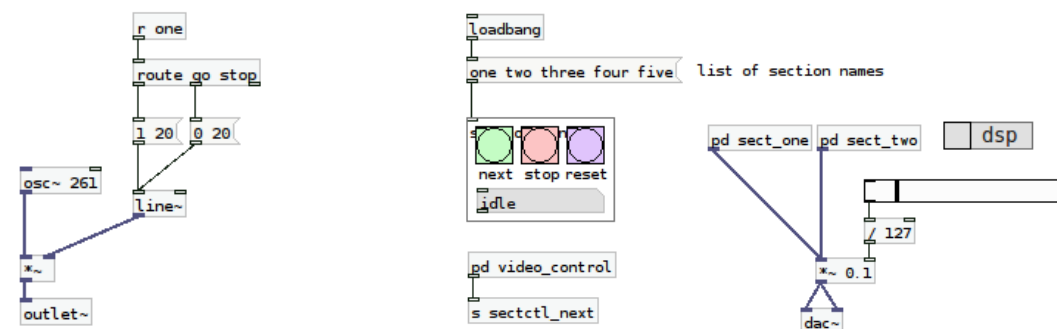 r one
route go stop
1 20
0 20
osc~ 261
line~
*~
outlet~
loadbang
one two three four five
list of section names
next
stop
reset
idle
pd video_control
s sectctl_next
pd sect_one
pd sect_two
dsp
/ 127
*~ 0.1
dac~